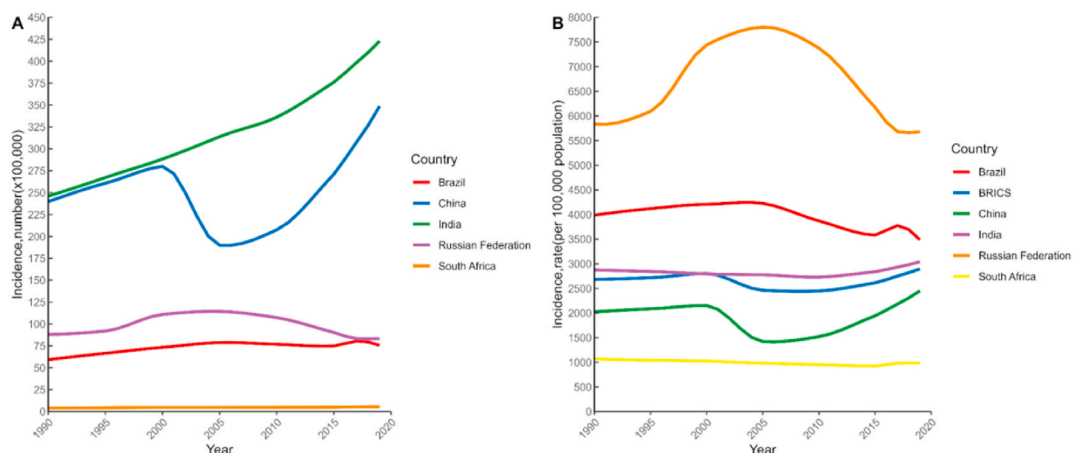 A
Incidence,number(x100,000)
450
425
400
375
350
325
300
275
250
225
200
175
150
125
100
75
50
25
0
1990
1995
2000
2005
2010
2015
2020
Year
Country
Brazil
China
India
Russian Federation
South Africa
B
Incidence,rate(per 100,000 population)
8000
7500
7000
6500
6000
5500
5000
4500
4000
3500
3000
2500
2000
1500
1000
500
0
1990
1995
2000
2005
2010
2015
2020
Year
Country
Brazil
BRICS
China
India
Russian Federation
South Africa